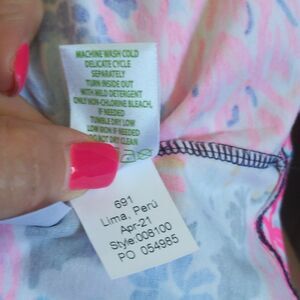 MACHINE WASH COLD
DELICATE CYCLE
SEPARATELY
TURN INSIDE OUT
WITH MILD DETERGENT
ONLY NON-CHLORINE BLEACH,
IF NEEDED
TUMBLE DRY LOW
LOW IRON IF NEEDED
DO NOT DRY CLEAN
691
Lima, Perú
Apr-21
Style:008100
PO 054985